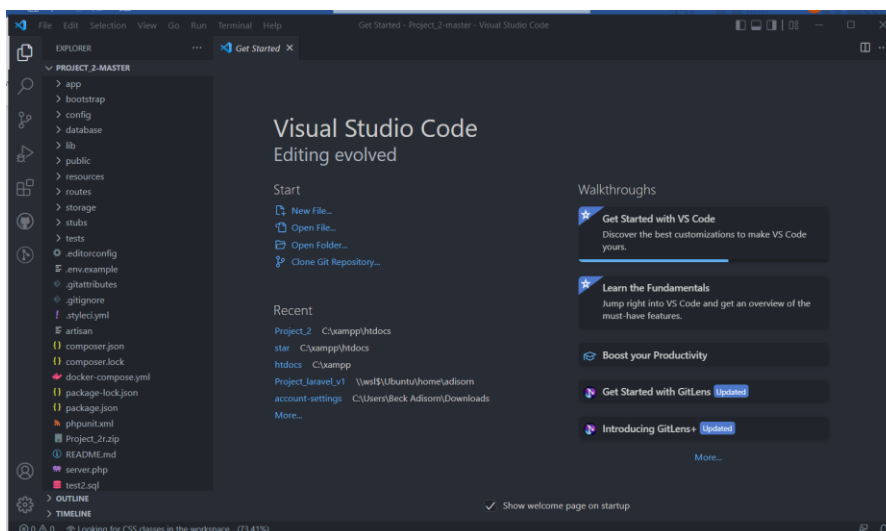 File Edit Selection View Go Run Terminal Help
Get Started - Project_2-master - Visual Studio Code
EXPLORER
Get Started
PROJECT_2-MASTER
app
bootstrap
config
database
lib
public
resources
routes
storage
stubs
tests
.editorconfig
.env.example
.gitattributes
.gitignore
.styleci.yml
artisan
composer.json
composer.lock
docker-compose.yml
package-lock.json
package.json
phpunit.xml
Project_2r.zip
README.md
server.php
test2.sql
OUTLINE
TIMELINE
Visual Studio Code
Editing evolved
Start
New File...
Open File...
Open Folder...
Clone Git Repository...
Recent
Project_2 C:\xampp\htdocs
star C:\xampp\htdocs
htdocs C:\xampp
Project_laravel_v1 \\wsl$\Ubuntu\home\adisorn
account-settings C:\Users\Beck Adisorn\Downloads
More...
Walkthroughs
Get Started with VS Code
Discover the best customizations to make VS Code
yours.
Learn the Fundamentals
Jump right into VS Code and get an overview of the
must-have features.
Boost your Productivity
Get Started with GitLens Updated
Introducing GitLens+ Updated
More...
Show welcome page on startup
0 0 Looking for CSS classes in the workspace... (73.41%)